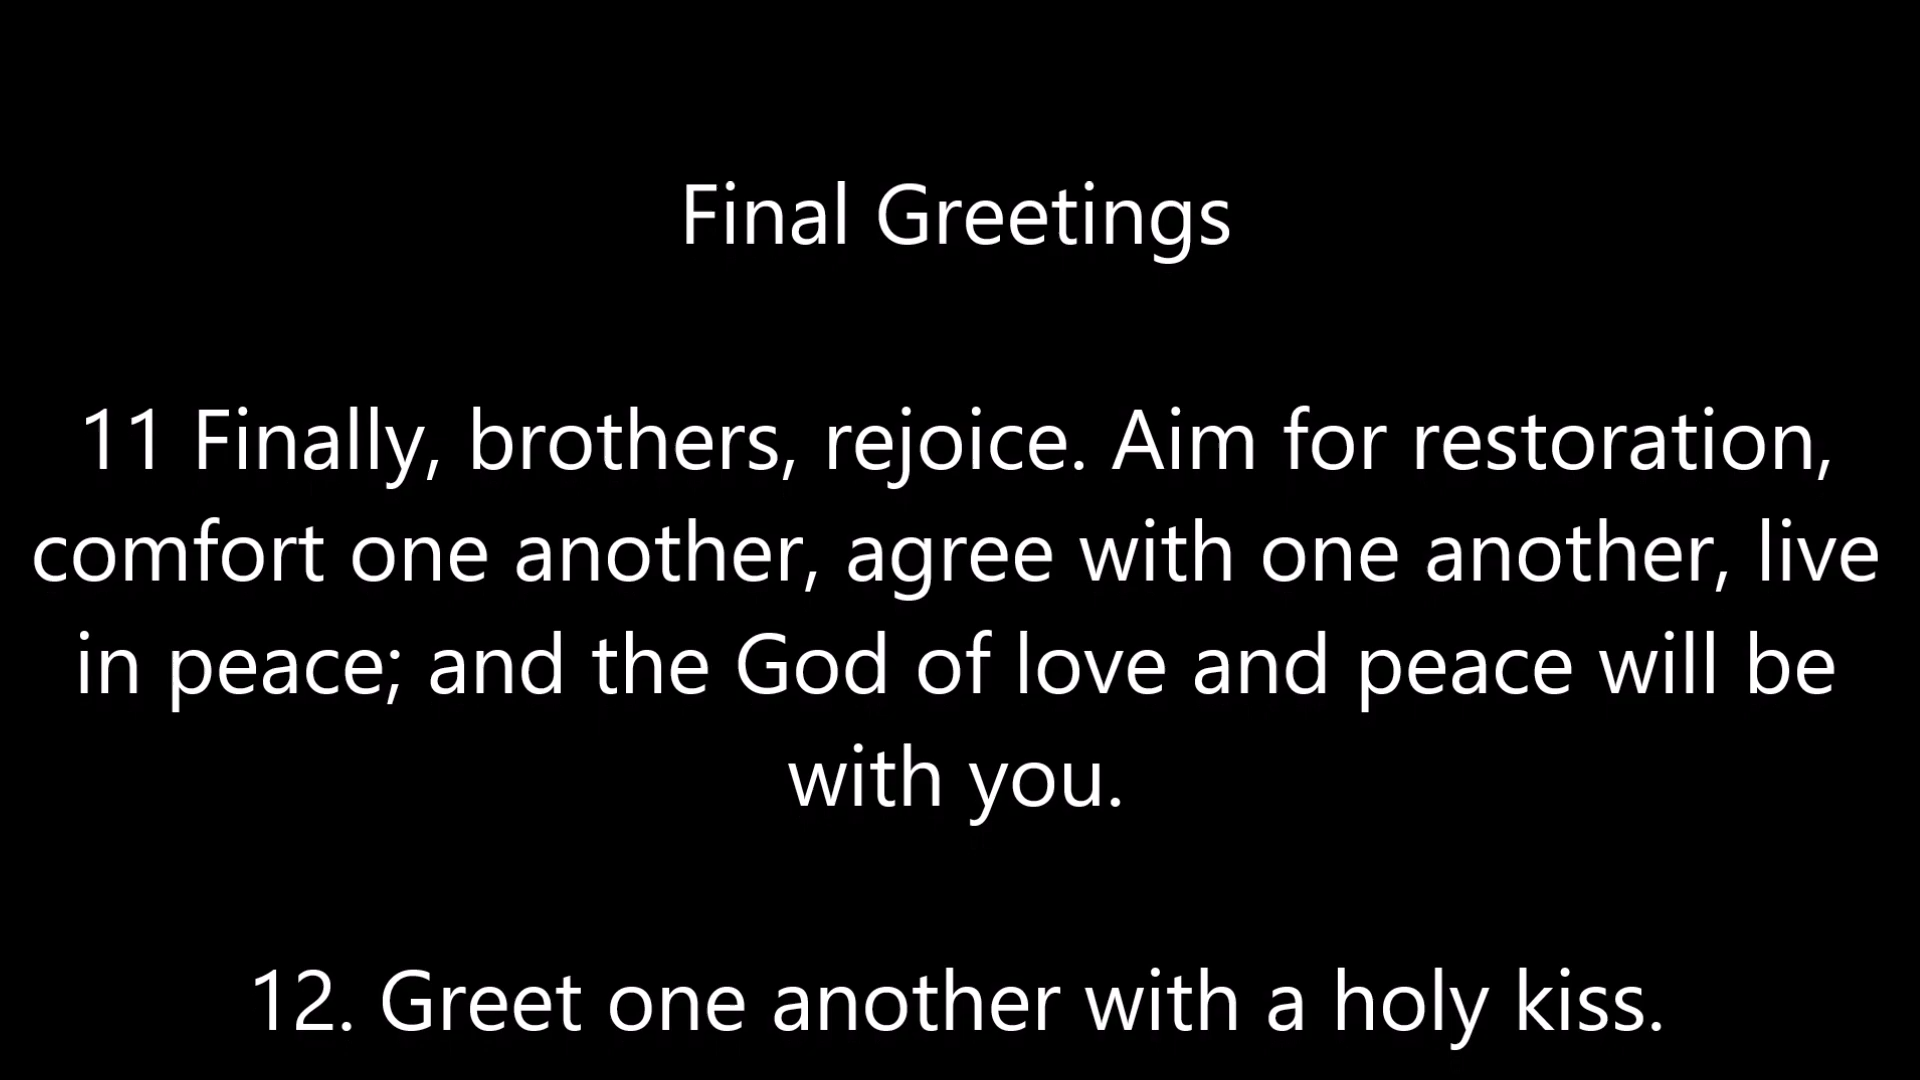 Final Greetings
11 Finally, brothers, rejoice. Aim for restoration,
comfort one another, agree with one another, live
in peace; and the God of love and peace will be
with you.
12. Greet one another with a holy kiss.